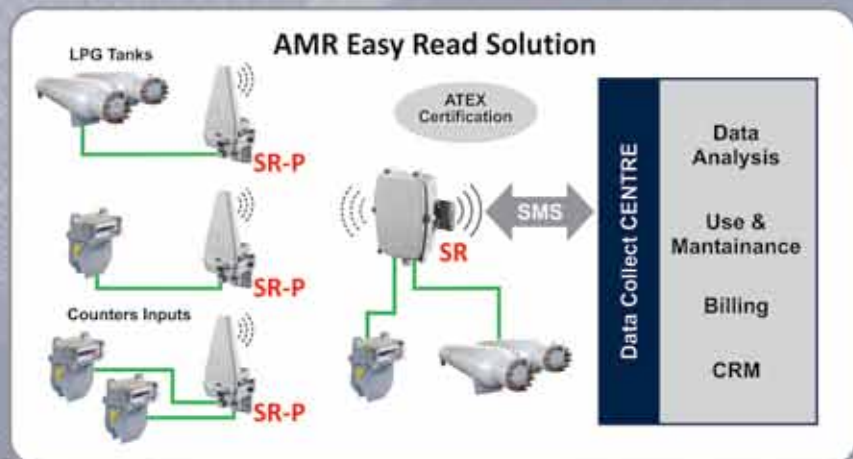 AMR Easy Read Solution
LPG Tanks
SR-P
SR-P
Counters Inputs
SR-P
ATEX
Certification
SR
SMS
Data Collect CENTRE
Data
Analysis
Use &
Mantainance
Billing
CRM